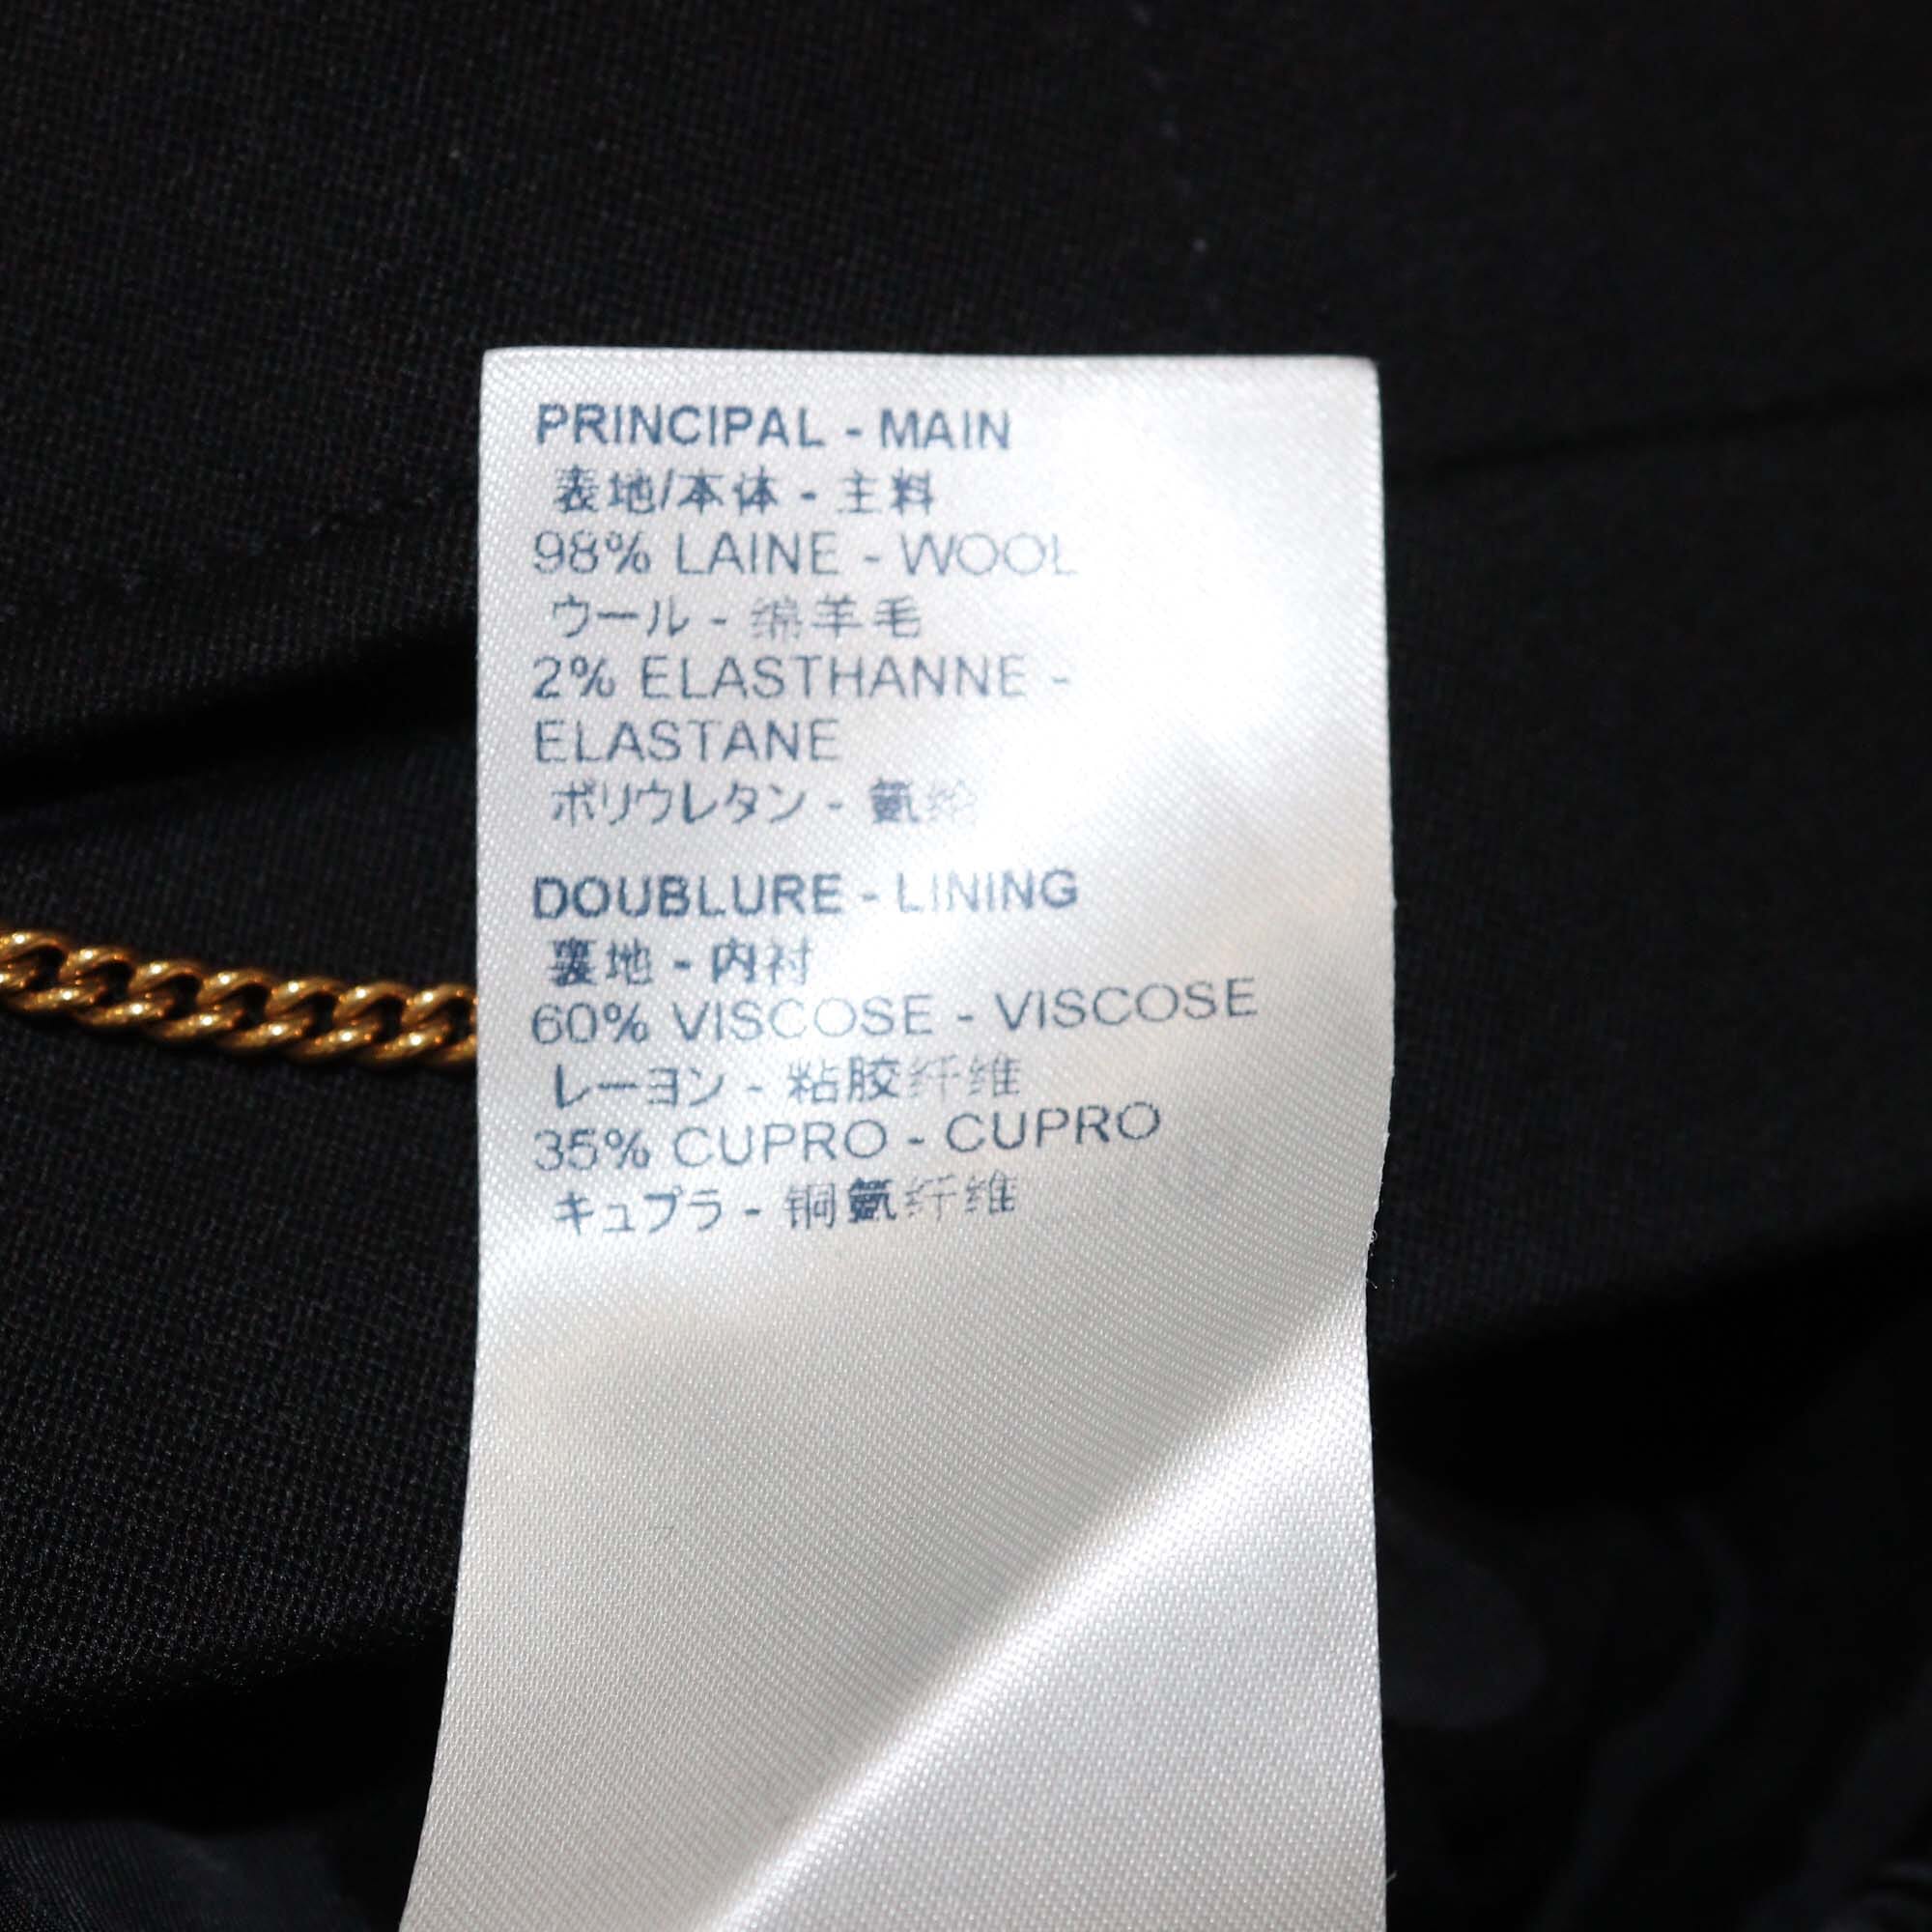 PRINCIPAL - MAIN
表地/本体 - 主料
98% LAINE - WOOL
ウール - 绵羊毛
2% ELASTHANNE -
ELASTANE
ポリウレタン - 氨纶
DOUBLURE - LINING
裏地 - 内衬
60% VISCOSE - VISCOSE
レーヨン - 粘胶纤维
35% CUPRO - CUPRO
キュプラ - 铜氨纤维